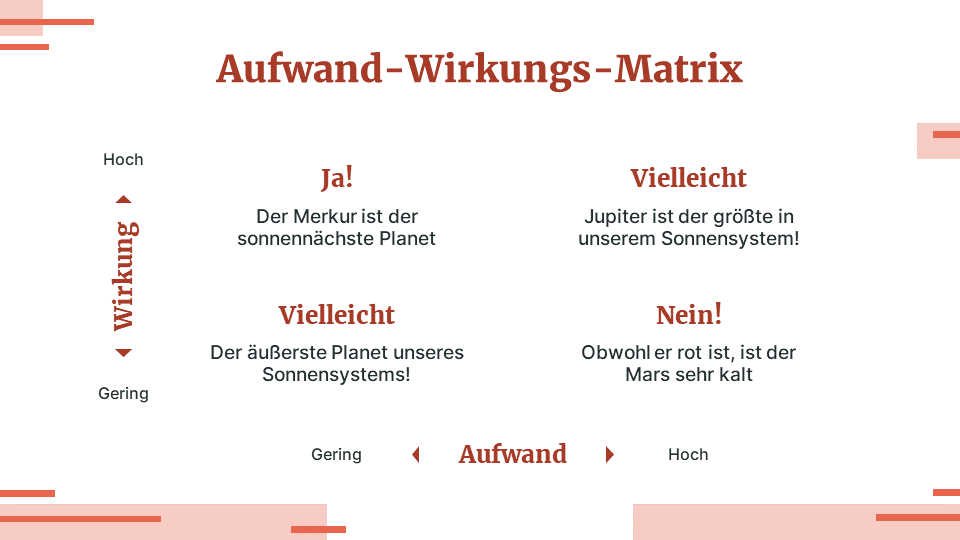 Aufwand-Wirkungs-Matrix
Hoch
Wirkung
Gering
Ja!
Der Merkur ist der
sonnennächste Planet
Vielleicht
Jupiter ist der größte in
unserem Sonnensystem!
Vielleicht
Der äußerste Planet unseres
Sonnensystems!
Nein!
Obwohl er rot ist, ist der
Mars sehr kalt
Gering
Aufwand
Hoch